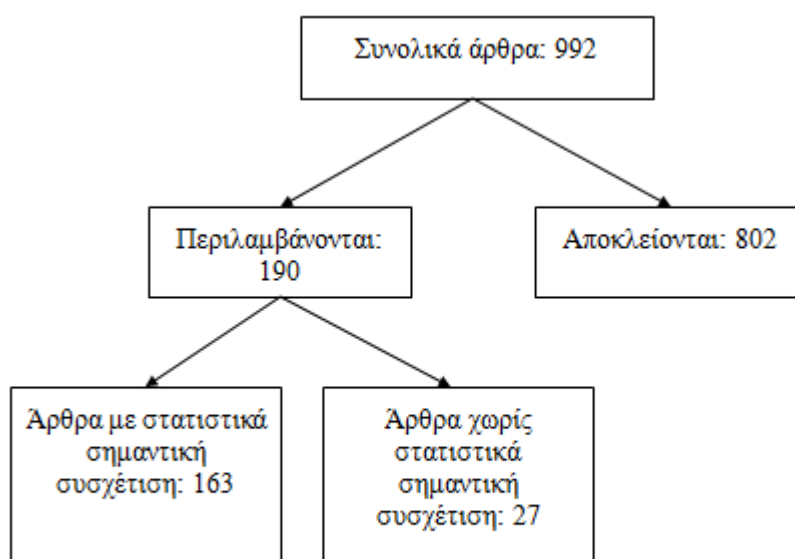 Συνολικά άρθρα: 992
Περιλαμβάνονται:
190
Αποκλείονται: 802
Άρθρα με στατιστικά
σημαντική
συσχέτιση: 163
Άρθρα χωρίς
στατιστικά
σημαντική
συσχέτιση: 27